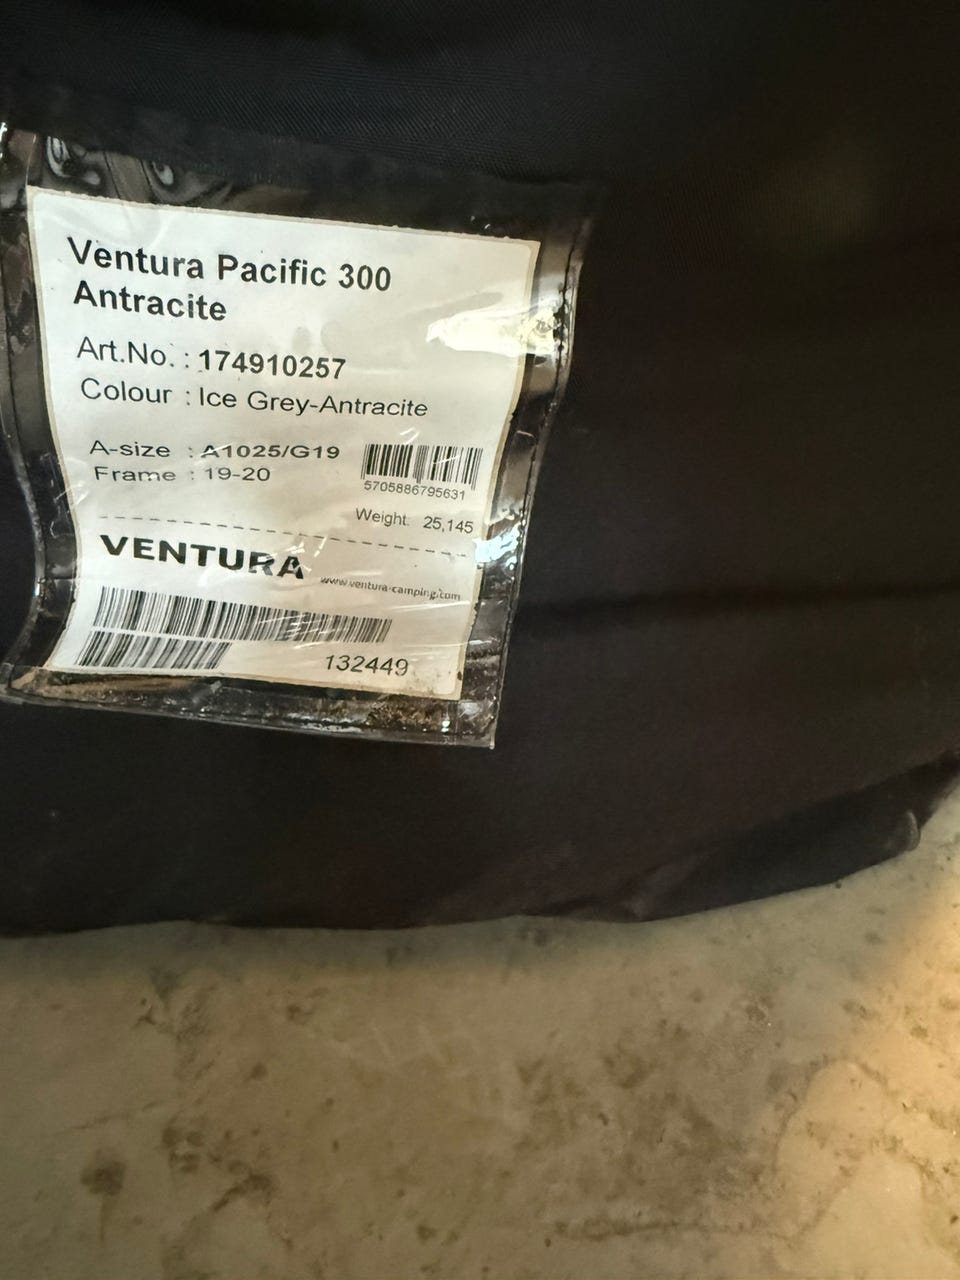 Ventura Pacific 300
Antracite
Art.No. : 174910257
Colour : Ice Grey-Antracite
A-size : A1025/G19
Frame : 19-20
5705886795631
Weight: 25,145
VENTURA
www.ventura-camping.com
132449